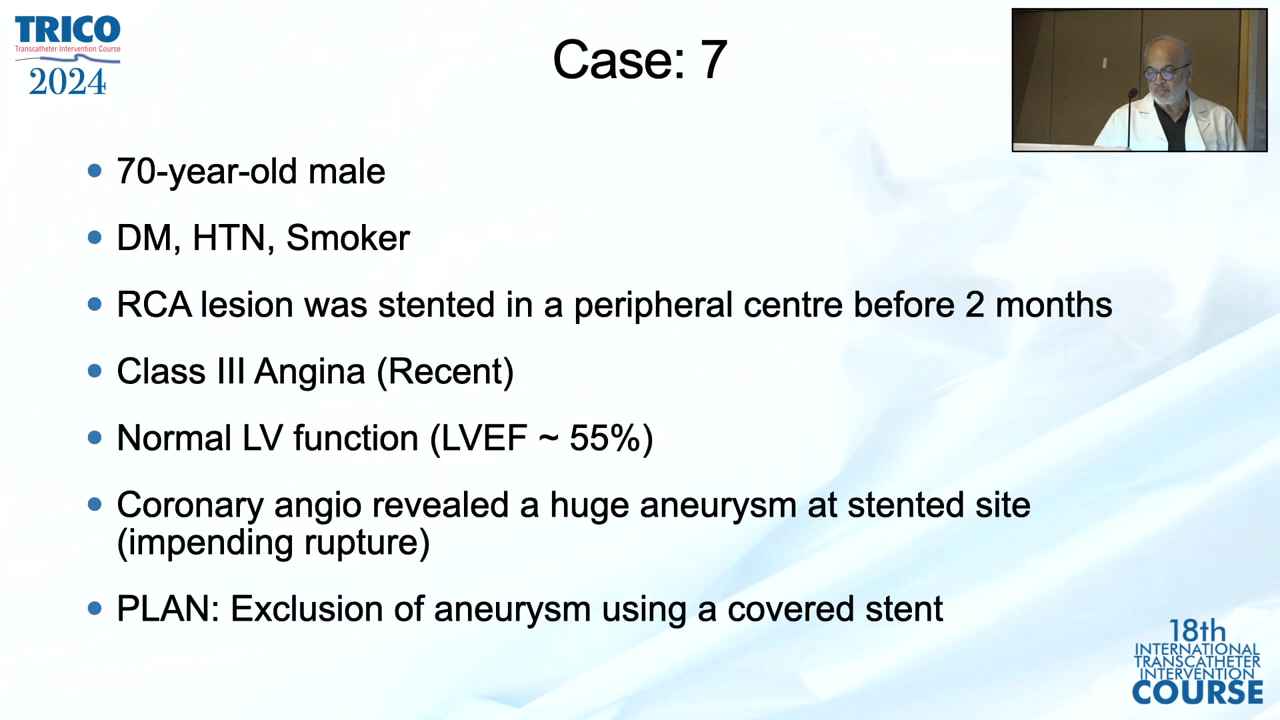 TRICO
Transcatheter Intervention Course
2024
Case: 7
70-year-old male
DM, HTN, Smoker
RCA lesion was stented in a peripheral centre before 2 months
Class III Angina (Recent)
Normal LV function (LVEF ~ 55%)
Coronary angio revealed a huge aneurysm at stented site
(impending rupture)
PLAN: Exclusion of aneurysm using a covered stent
18th
INTERNATIONAL
TRANSCATHETER
INTERVENTION
COURSE